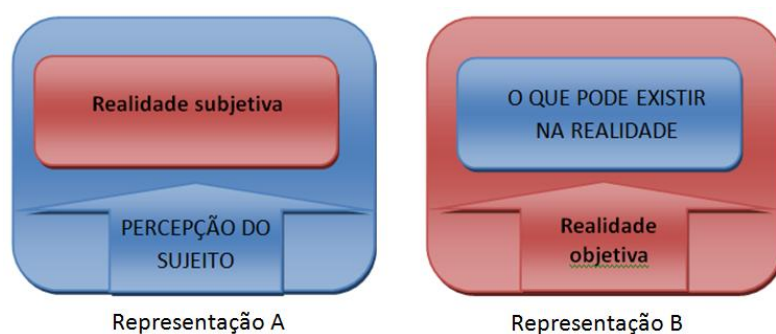 Realidade subjetiva
PERCEPÇÃO DO
SUJEITO
Representação A
O QUE PODE EXISTIR
NA REALIDADE
Realidade
objetiva
Representação B